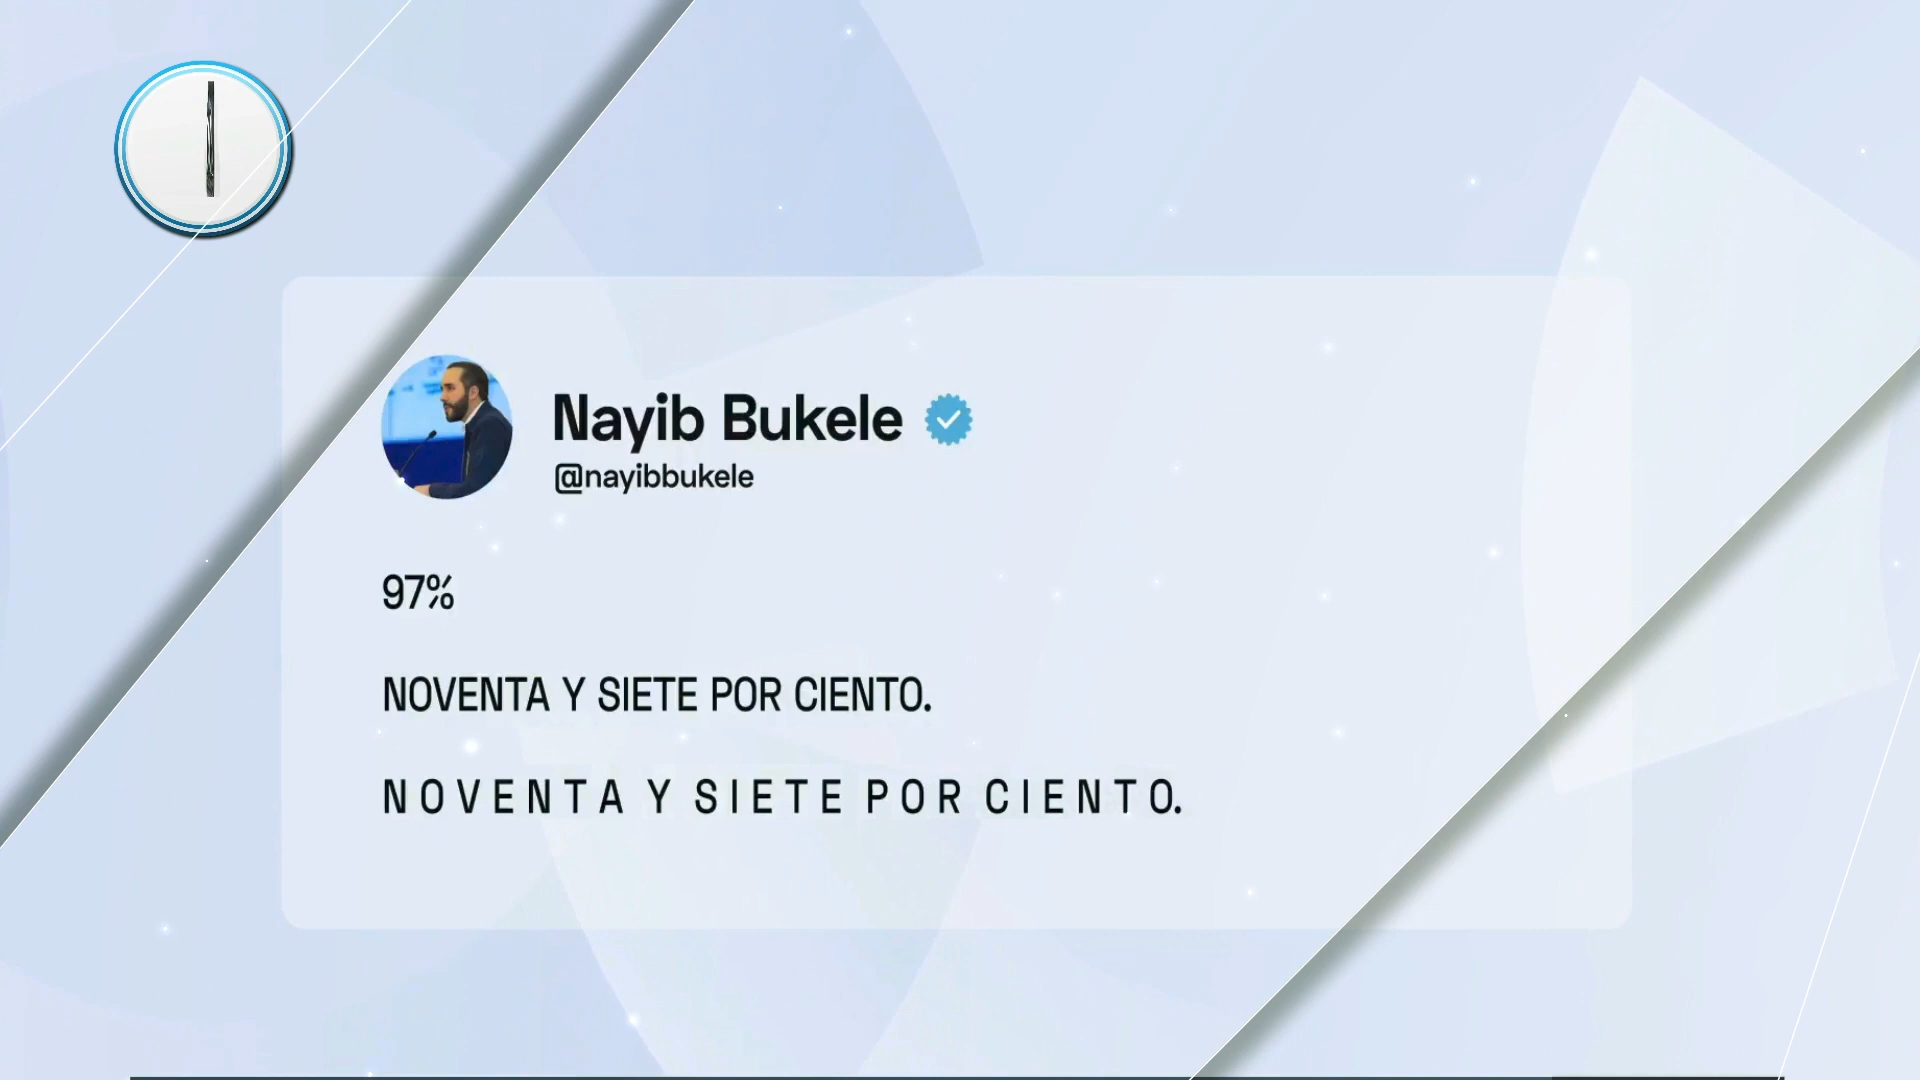 Nayib Bukele
@nayibbukele
97%
NOVENTA Y SIETE POR CIENTO.
N O V E N T A Y S I E T E P O R C I E N T O.